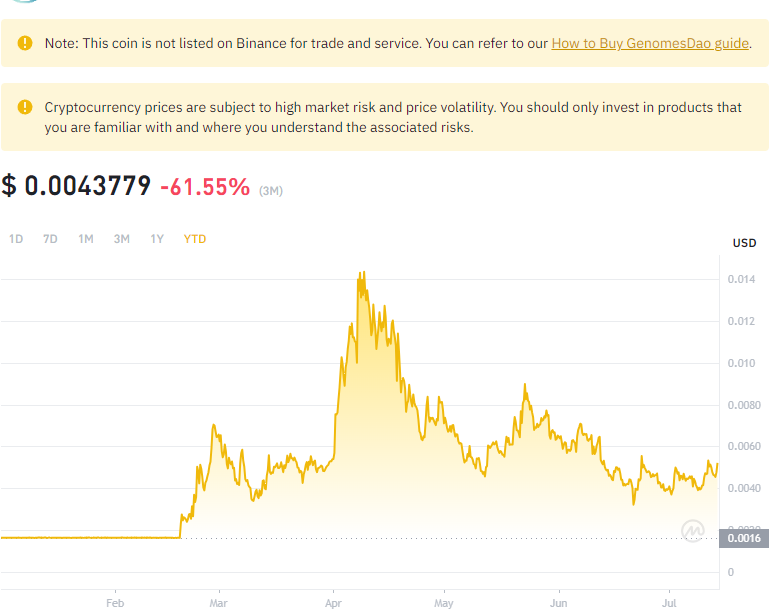 Note: This coin is not listed on Binance for trade and service. You can refer to our How to Buy GenomesDao guide.
Cryptocurrency prices are subject to high market risk and price volatility. You should only invest in products that
you are familiar with and where you understand the associated risks.
$ 0.0043779 -61.55% (3M)
1D 7D 1M 3M 1Y YTD
USD
0.014
0.012
0.010
0.0080
0.0060
0.0040
0.0020
0.0016
0
Feb Mar Apr May Jun Jul